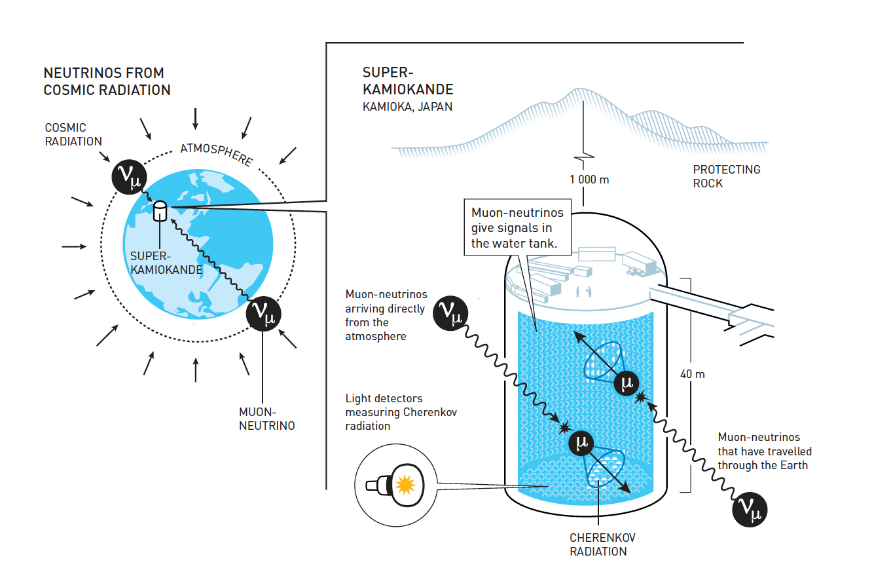 NEUTRINOS FROM
COSMIC RADIATION
COSMIC
RADIATION
ATMOSPHERE
νμ
SUPER-
KAMIOKANDE
νμ
MUON-
NEUTRINO
SUPER-
KAMIOKANDE
KAMIOKA, JAPAN
PROTECTING
ROCK
1 000 m
Muon-neutrinos
give signals in
the water tank.
Muon-neutrinos
arriving directly
from the
atmosphere
νμ
μ
40 m
Light detectors
measuring Cherenkov
radiation
μ
Muon-neutrinos
that have travelled
through the Earth
νμ
CHERENKOV
RADIATION